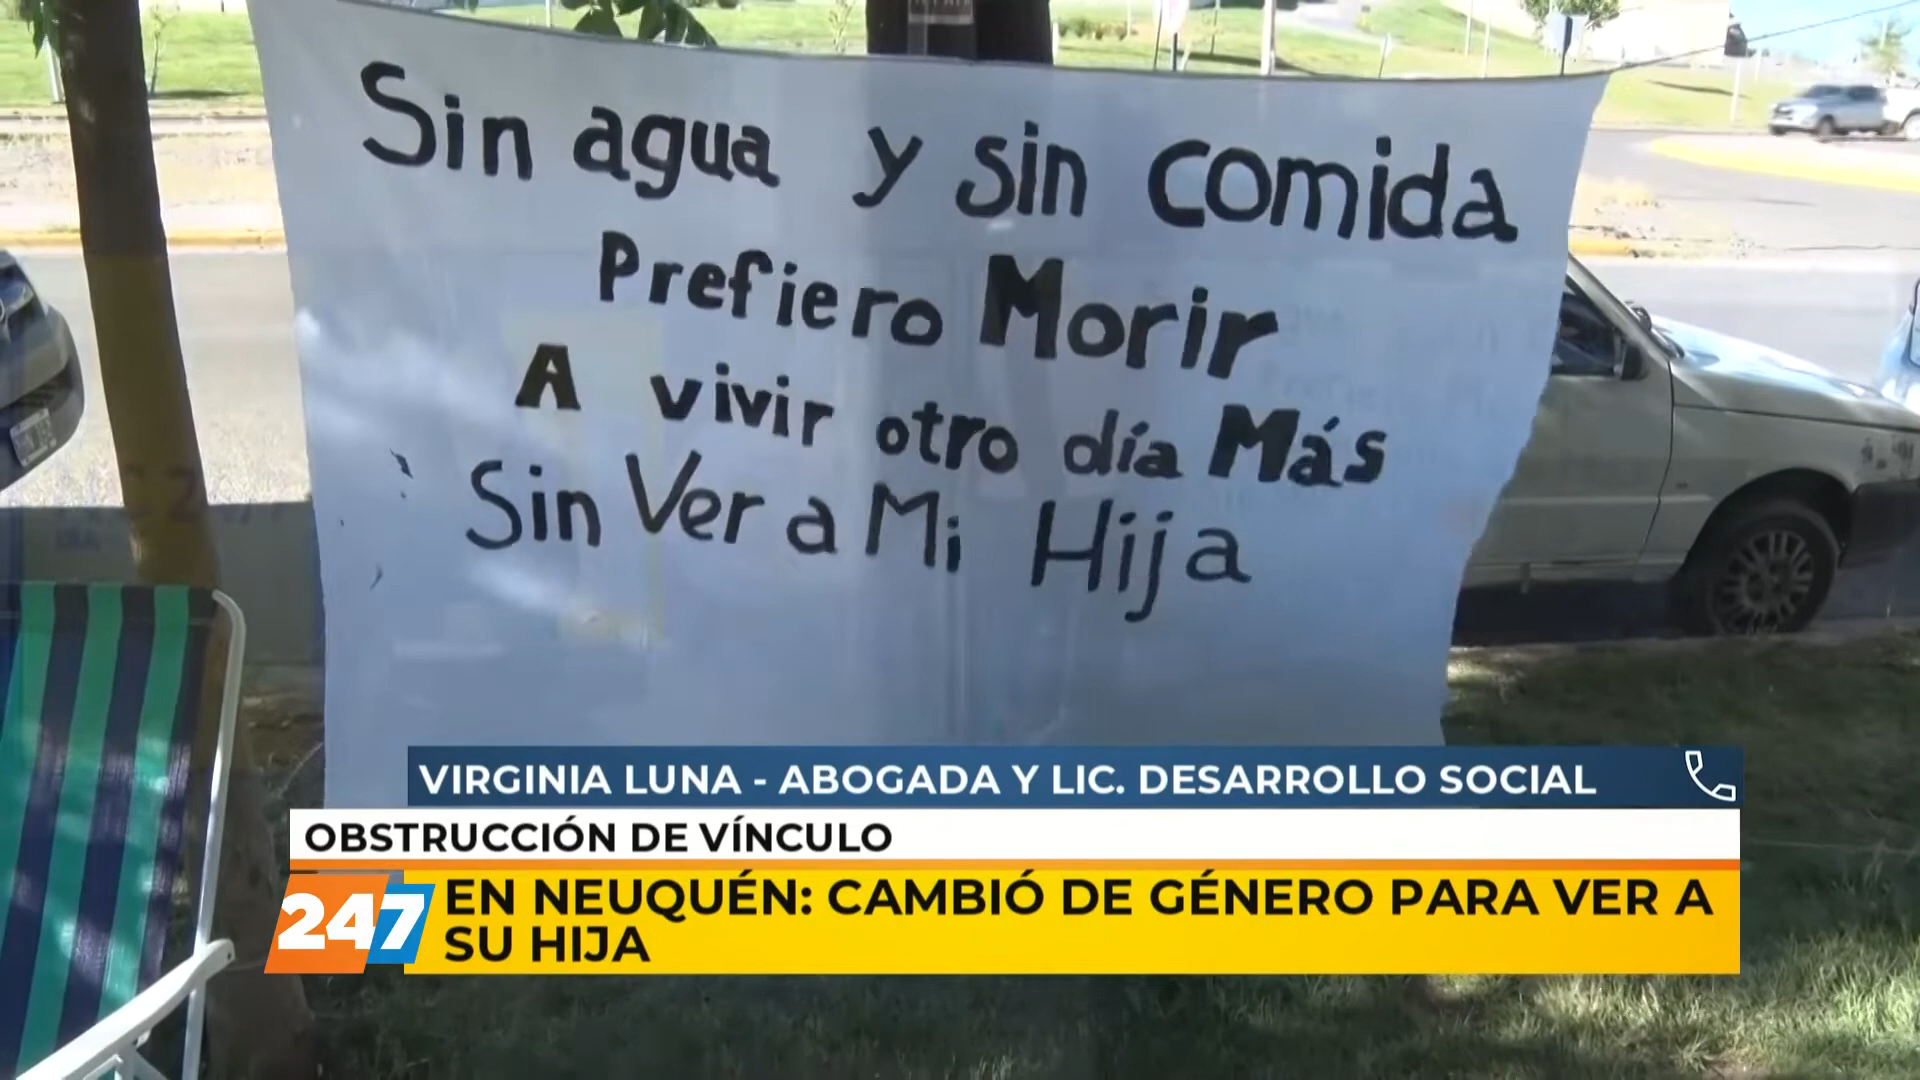 Sin agua y sin comida
Prefiero Morir
A vivir otro día Más
Sin Ver a Mi Hija
VIRGINIA LUNA - ABOGADA Y LIC. DESARROLLO SOCIAL
OBSTRUCCIÓN DE VÍNCULO
247
EN NEUQUÉN: CAMBIÓ DE GÉNERO PARA VER A
SU HIJA